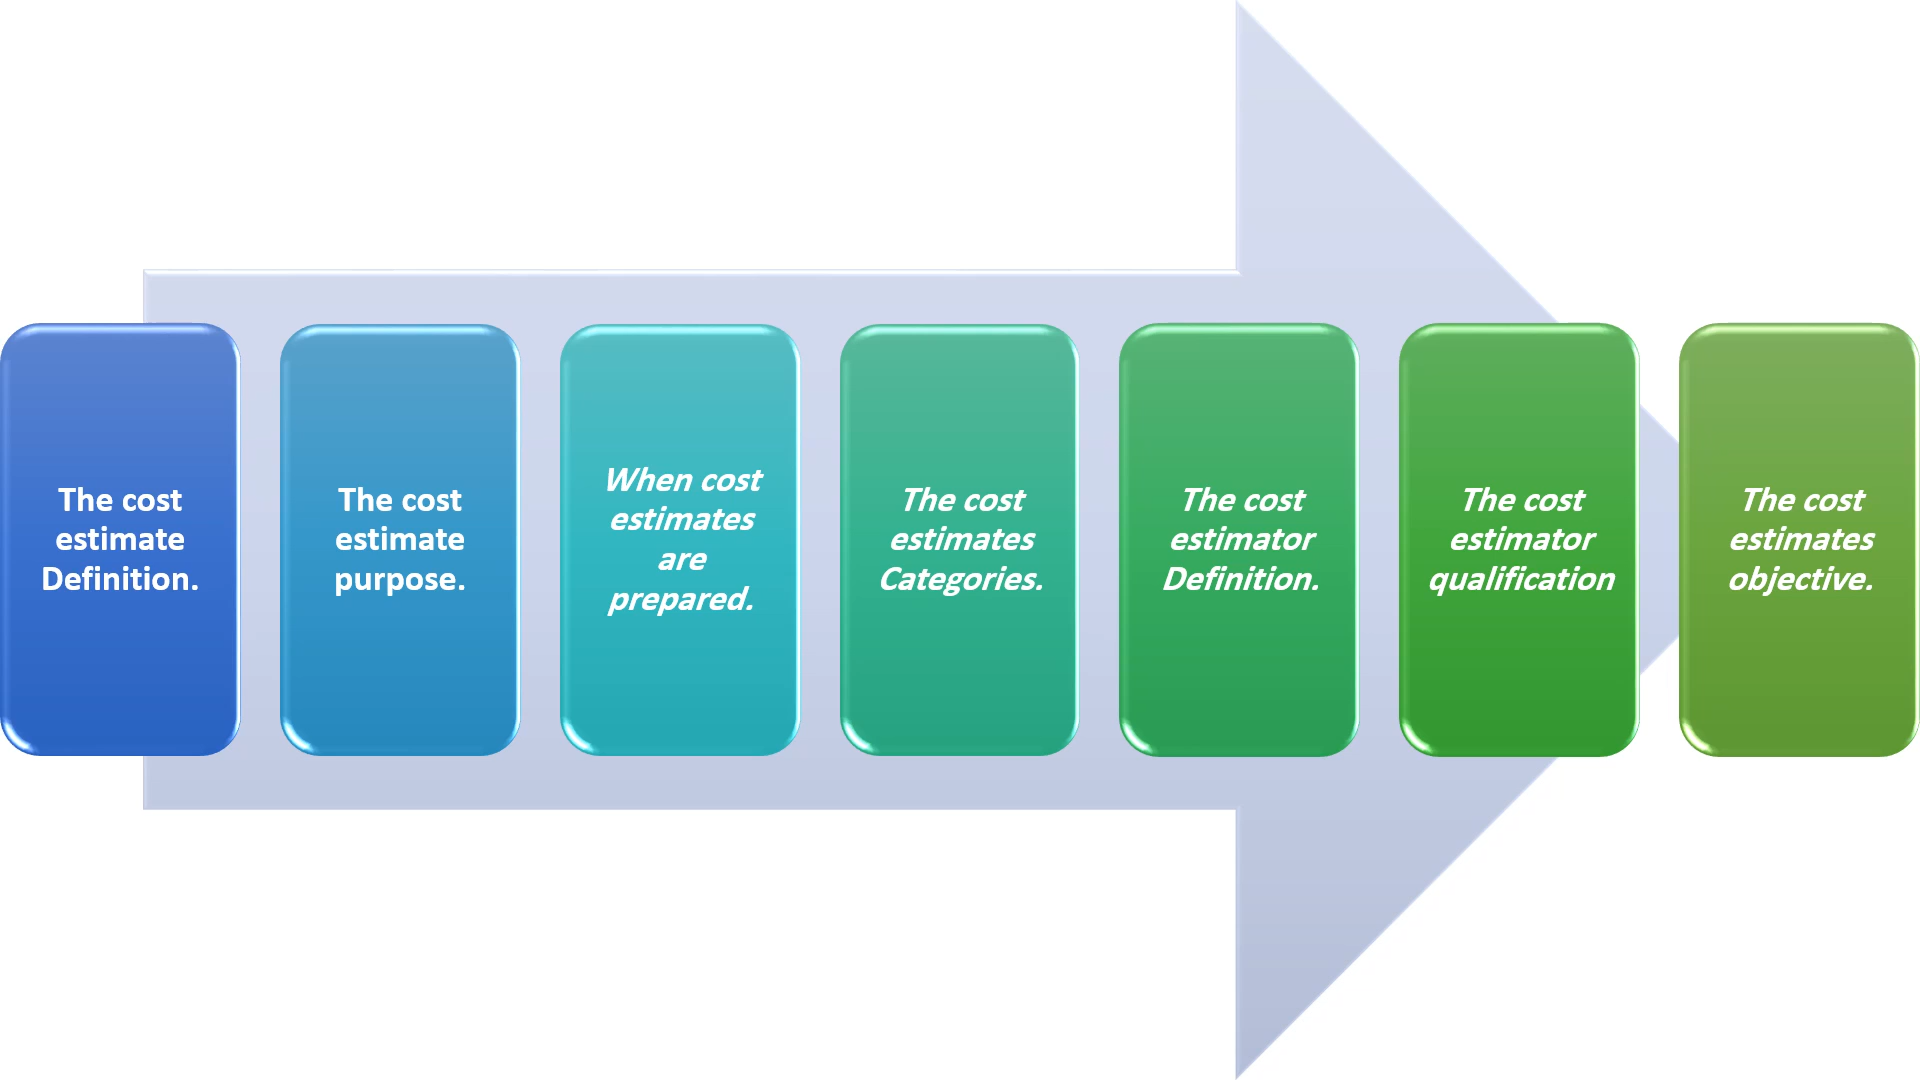 The cost
estimate
Definition.
The cost
estimate
purpose.
When cost
estimates
are
prepared.
The cost
estimates
Categories.
The cost
estimator
Definition.
The cost
estimator
qualification
The cost
estimates
objective.